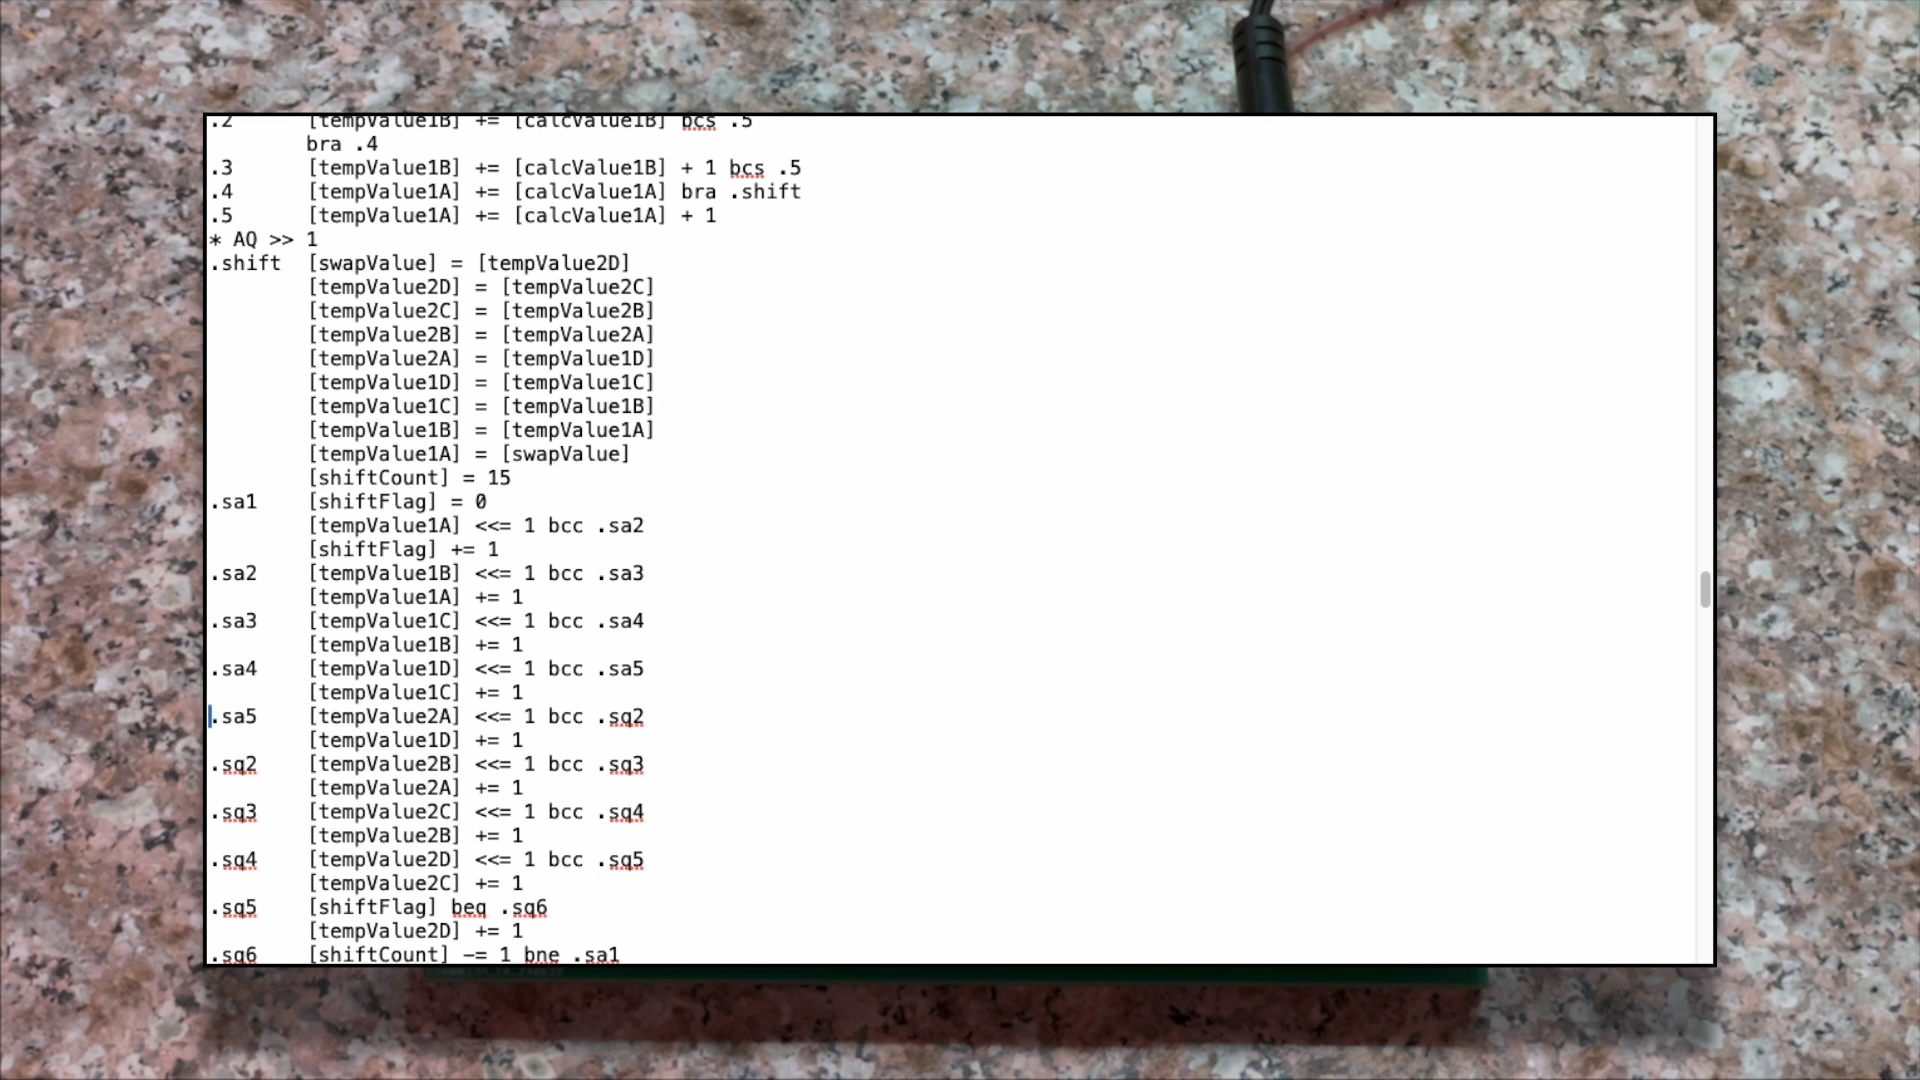 .2      [tempValue1B] += [calcValue1B] bcs .5
        bra .4
.3      [tempValue1B] += [calcValue1B] + 1 bcs .5
.4      [tempValue1A] += [calcValue1A] bra .shift
.5      [tempValue1A] += [calcValue1A] + 1
* AQ >> 1
.shift  [swapValue] = [tempValue2D]
        [tempValue2D] = [tempValue2C]
        [tempValue2C] = [tempValue2B]
        [tempValue2B] = [tempValue2A]
        [tempValue2A] = [tempValue1D]
        [tempValue1D] = [tempValue1C]
        [tempValue1C] = [tempValue1B]
        [tempValue1B] = [tempValue1A]
        [tempValue1A] = [swapValue]
        [shiftCount] = 15
.sa1    [shiftFlag] = 0
        [tempValue1A] <<= 1 bcc .sa2
        [shiftFlag] += 1
.sa2    [tempValue1B] <<= 1 bcc .sa3
        [tempValue1A] += 1
.sa3    [tempValue1C] <<= 1 bcc .sa4
        [tempValue1B] += 1
.sa4    [tempValue1D] <<= 1 bcc .sa5
        [tempValue1C] += 1
.sa5    [tempValue2A] <<= 1 bcc .sq2
        [tempValue1D] += 1
.sq2    [tempValue2B] <<= 1 bcc .sq3
        [tempValue2A] += 1
.sq3    [tempValue2C] <<= 1 bcc .sq4
        [tempValue2B] += 1
.sq4    [tempValue2D] <<= 1 bcc .sq5
        [tempValue2C] += 1
.sq5    [shiftFlag] beq .sq6
        [tempValue2D] += 1
.sq6    [shiftCount] -= 1 bne .sa1